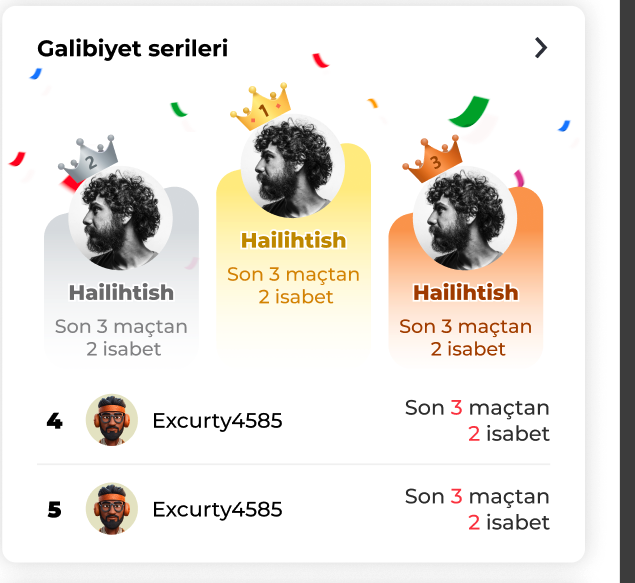 Galibiyet serileri
1
Hailihtish
Son 3 maçtan
2 isabet
2
Hailihtish
Son 3 maçtan
2 isabet
3
Hailihtish
Son 3 maçtan
2 isabet
4 Excurty4585 Son 3 maçtan
2 isabet
5 Excurty4585 Son 3 maçtan
2 isabet